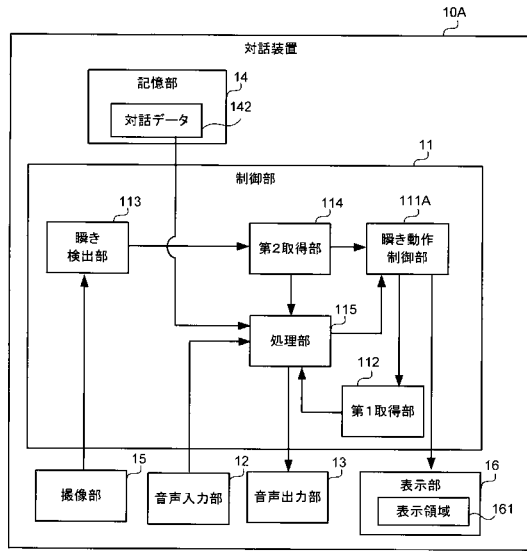 10A
対話装置
記憶部
14
対話データ
142
11
制御部
113
瞬き
検出部
114
第2取得部
111A
瞬き動作
制御部
115
処理部
112
第1取得部
15
撮像部
12
音声入力部
13
音声出力部
16
表示部
表示領域
161